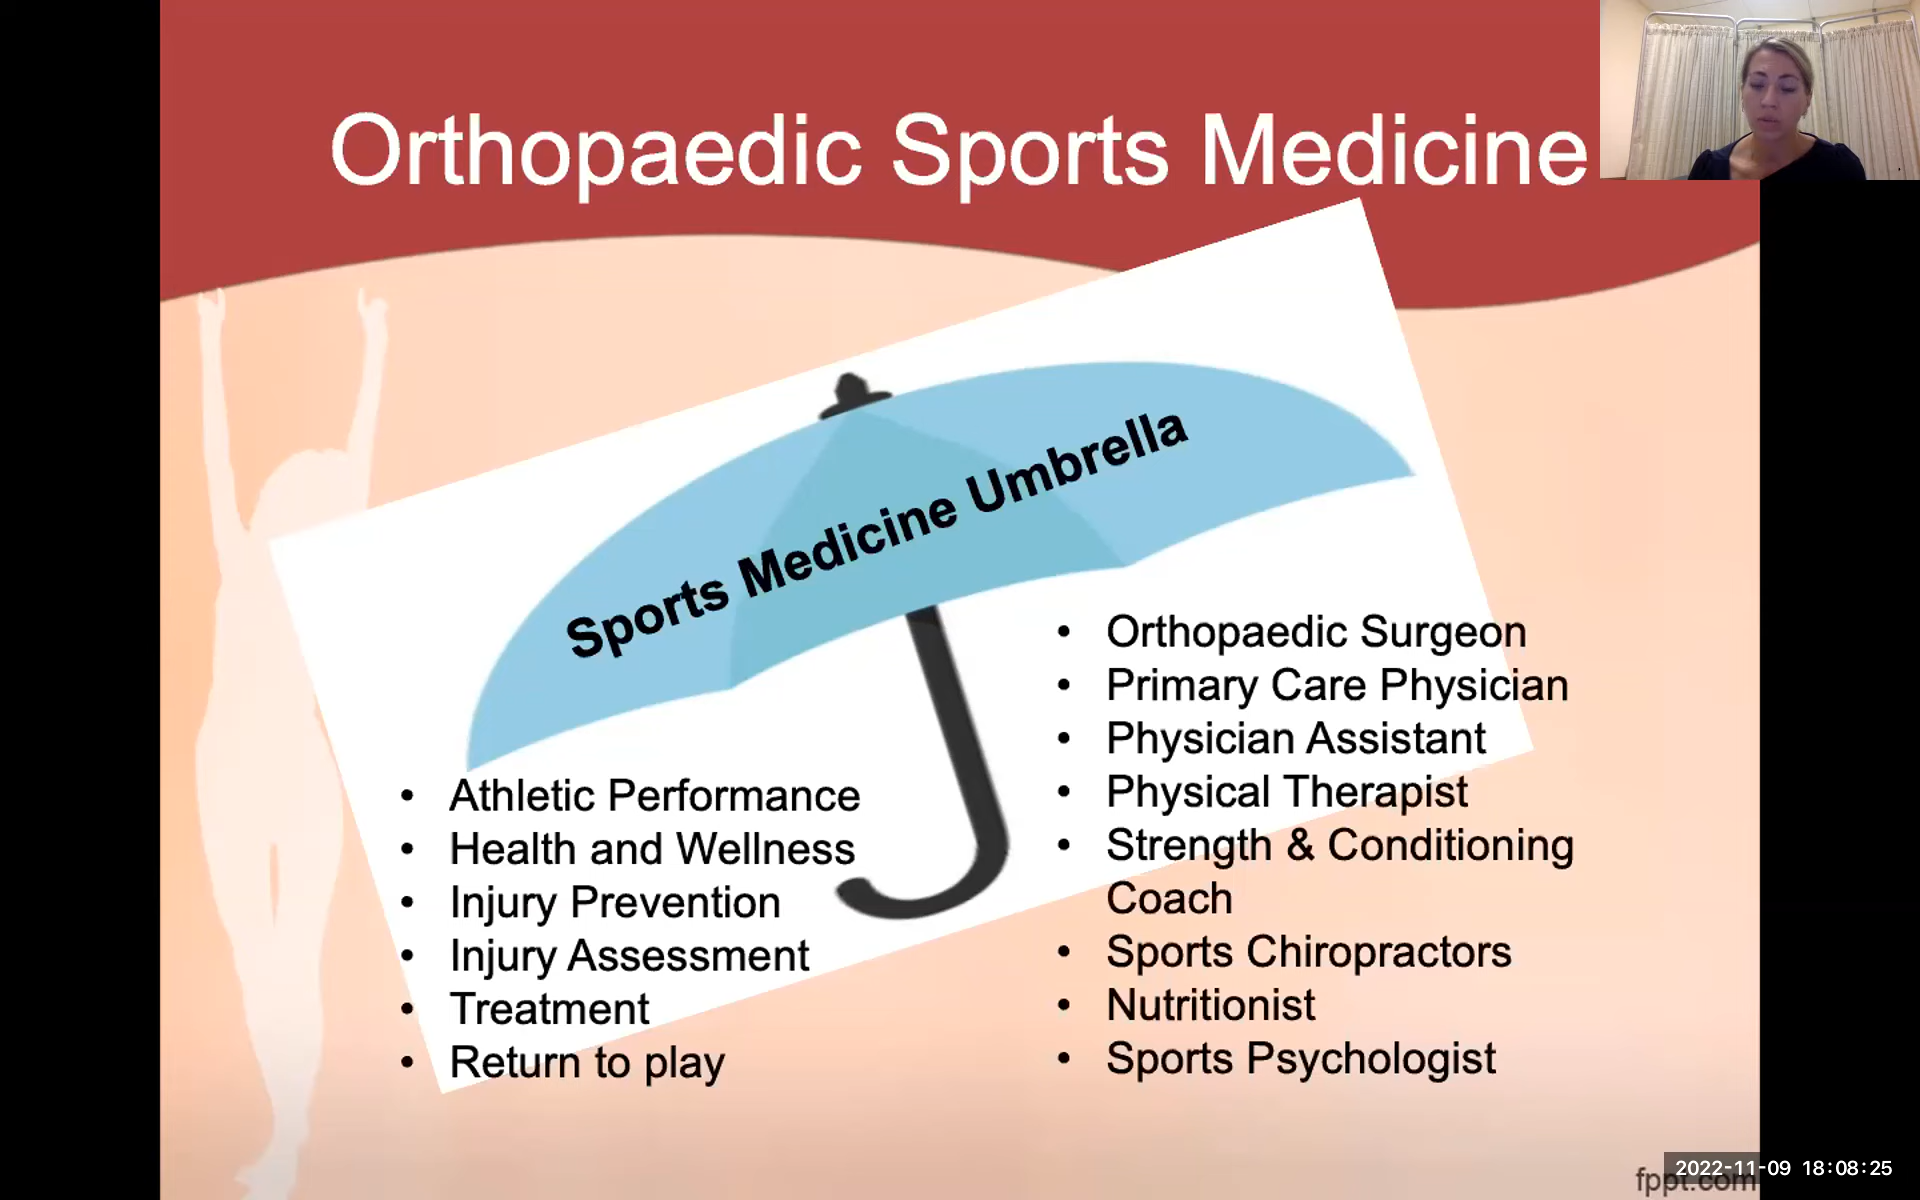 Orthopaedic Sports Medicine
Sports Medicine Umbrella
• Athletic Performance
• Health and Wellness
• Injury Prevention
• Injury Assessment
• Treatment
• Return to play
• Orthopaedic Surgeon
• Primary Care Physician
• Physician Assistant
• Physical Therapist
• Strength & Conditioning
Coach
• Sports Chiropractors
• Nutritionist
• Sports Psychologist
2022-11-09 18:08:25
fppt.com